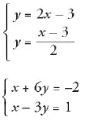 y = 2x − 3
y = x − 3 / 2
x + 6y = −2
x − 3y = 1